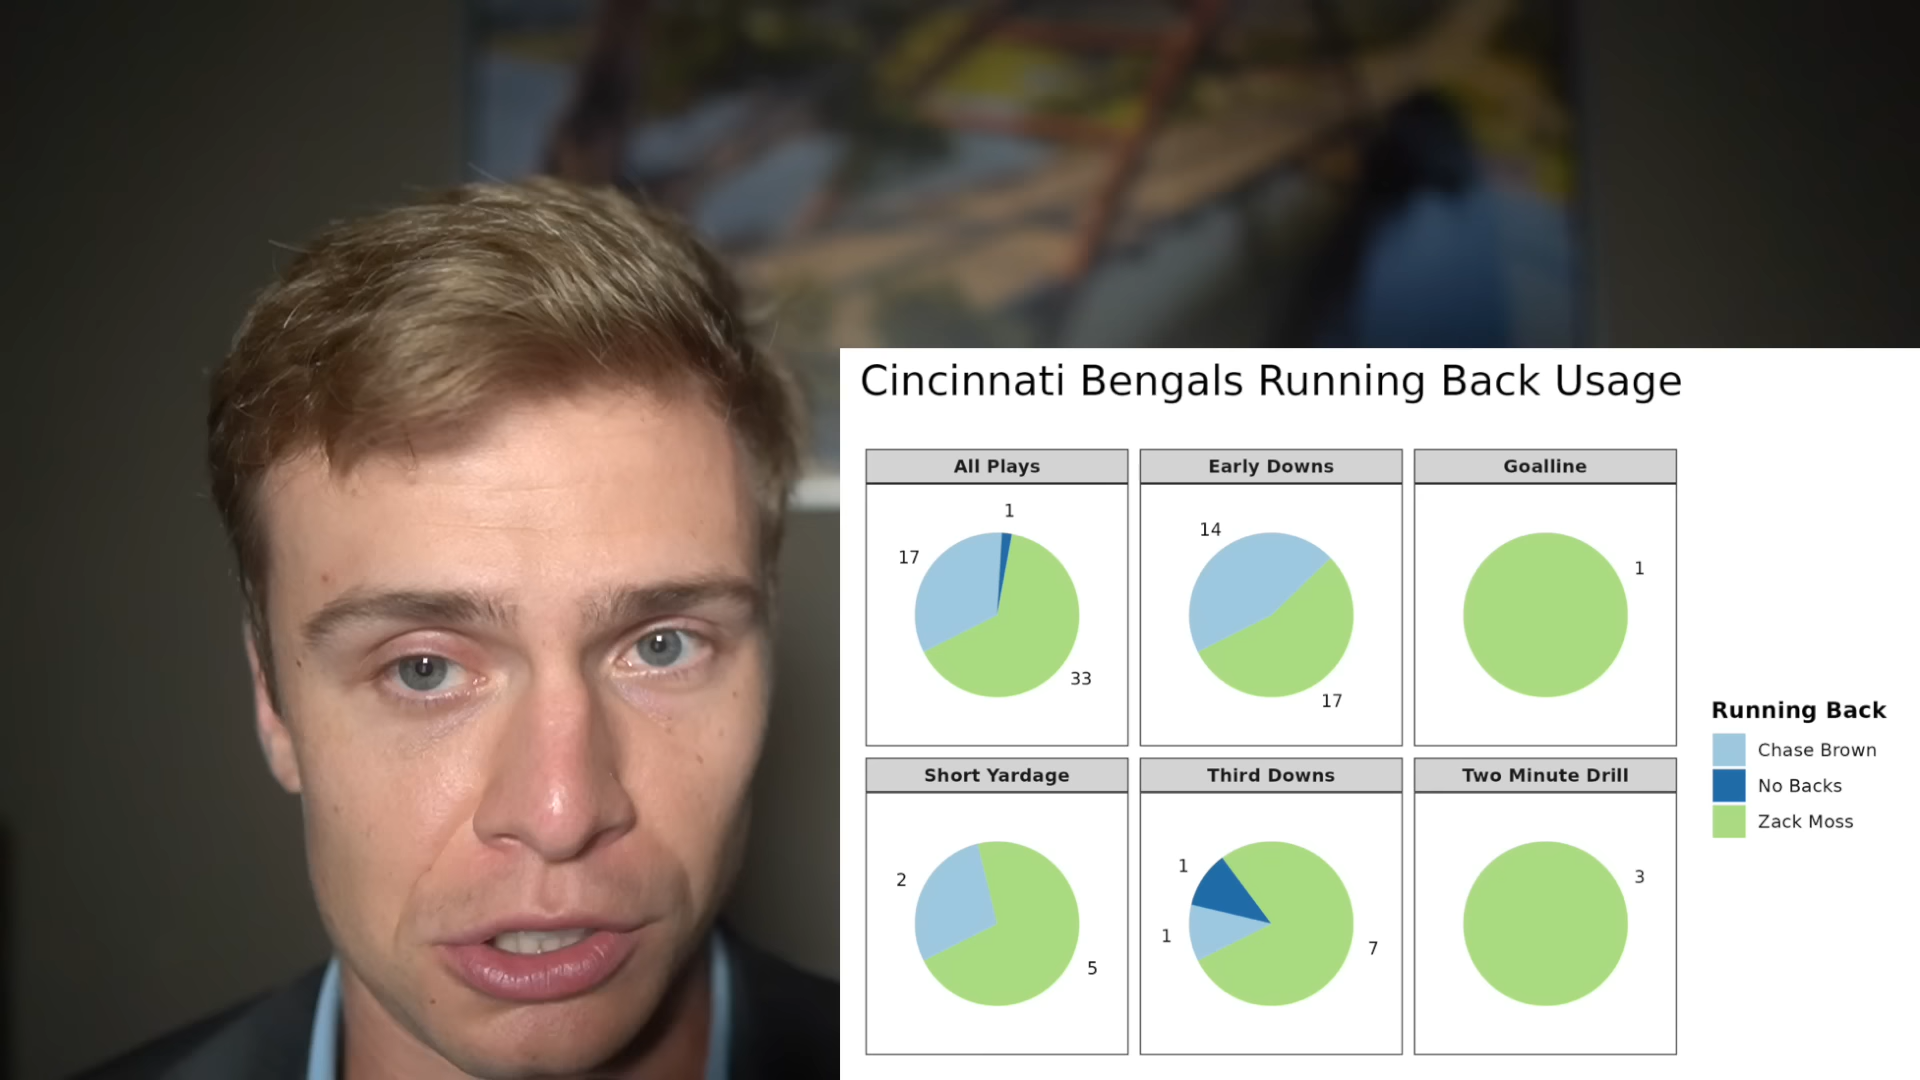 Cincinnati Bengals Running Back Usage
All Plays
1
17
33
Early Downs
14
17
Goalline
1
Short Yardage
2
5
Third Downs
1
1
7
Two Minute Drill
3
Running Back
Chase Brown
No Backs
Zack Moss